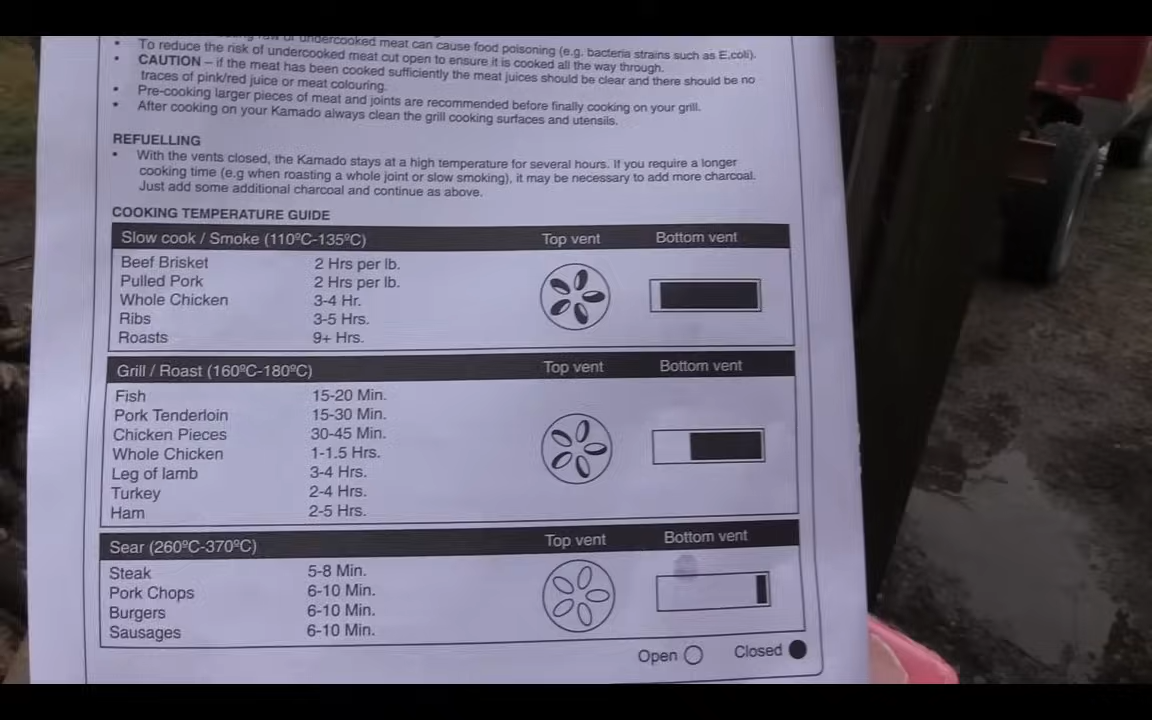 undercooked meat can cause food poisoning (e.g. bacteria strains such as E.coli).
• To reduce the risk of undercooked meat cut open to ensure it is cooked all the way through.
• CAUTION – if the meat has been cooked sufficiently the meat juices should be clear and there should be no
traces of pink/red juice or meat colouring.
• Pre-cooking larger pieces of meat and joints are recommended before finally cooking on your grill.
• After cooking on your Kamado always clean the grill cooking surfaces and utensils.
REFUELLING
• With the vents closed, the Kamado stays at a high temperature for several hours. If you require a longer
cooking time (e.g when roasting a whole joint or slow smoking), it may be necessary to add more charcoal.
Just add some additional charcoal and continue as above.
COOKING TEMPERATURE GUIDE
Slow cook / Smoke (110ºC-135ºC) Top vent Bottom vent
Beef Brisket 2 Hrs per lb.
Pulled Pork 2 Hrs per lb.
Whole Chicken 3-4 Hr.
Ribs 3-5 Hrs.
Roasts 9+ Hrs.
Grill / Roast (160ºC-180ºC) Top vent Bottom vent
Fish 15-20 Min.
Pork Tenderloin 15-30 Min.
Chicken Pieces 30-45 Min.
Whole Chicken 1-1.5 Hrs.
Leg of lamb 3-4 Hrs.
Turkey 2-4 Hrs.
Ham 2-5 Hrs.
Sear (260ºC-370ºC) Top vent Bottom vent
Steak 5-8 Min.
Pork Chops 6-10 Min.
Burgers 6-10 Min.
Sausages 6-10 Min.
Open Closed